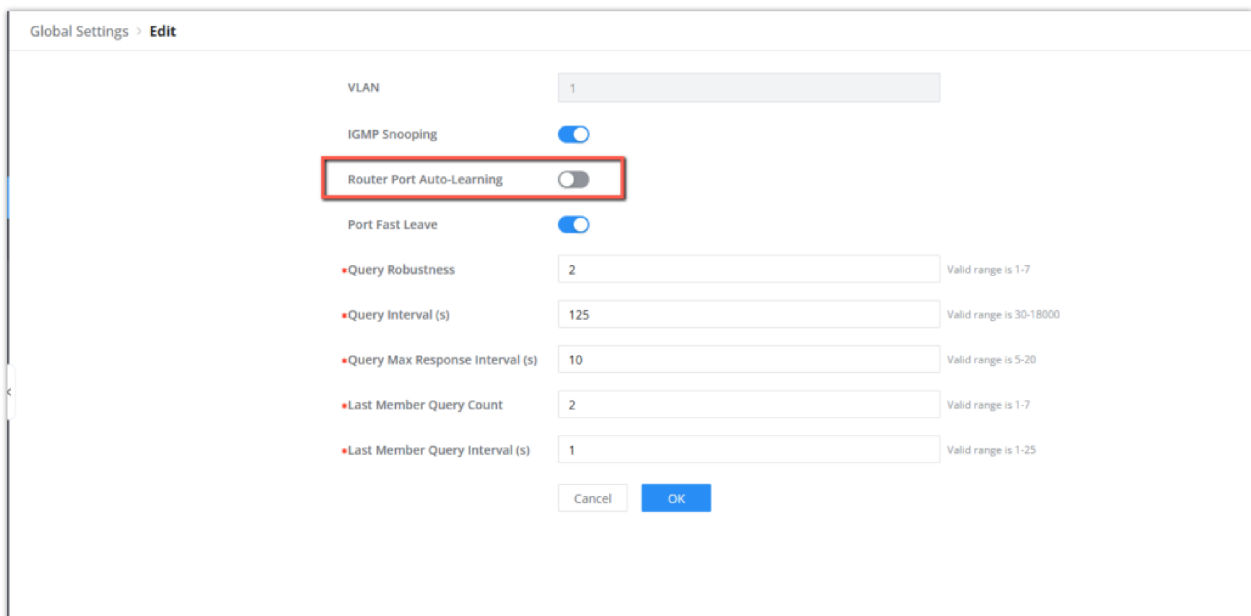 Global Settings > Edit
VLAN 1
IGMP Snooping
Router Port Auto-Learning
Port Fast Leave
*Query Robustness 2 Valid range is 1-7
*Query Interval (s) 125 Valid range is 30-18000
*Query Max Response Interval (s) 10 Valid range is 5-20
*Last Member Query Count 2 Valid range is 1-7
*Last Member Query Interval (s) 1 Valid range is 1-25
Cancel OK